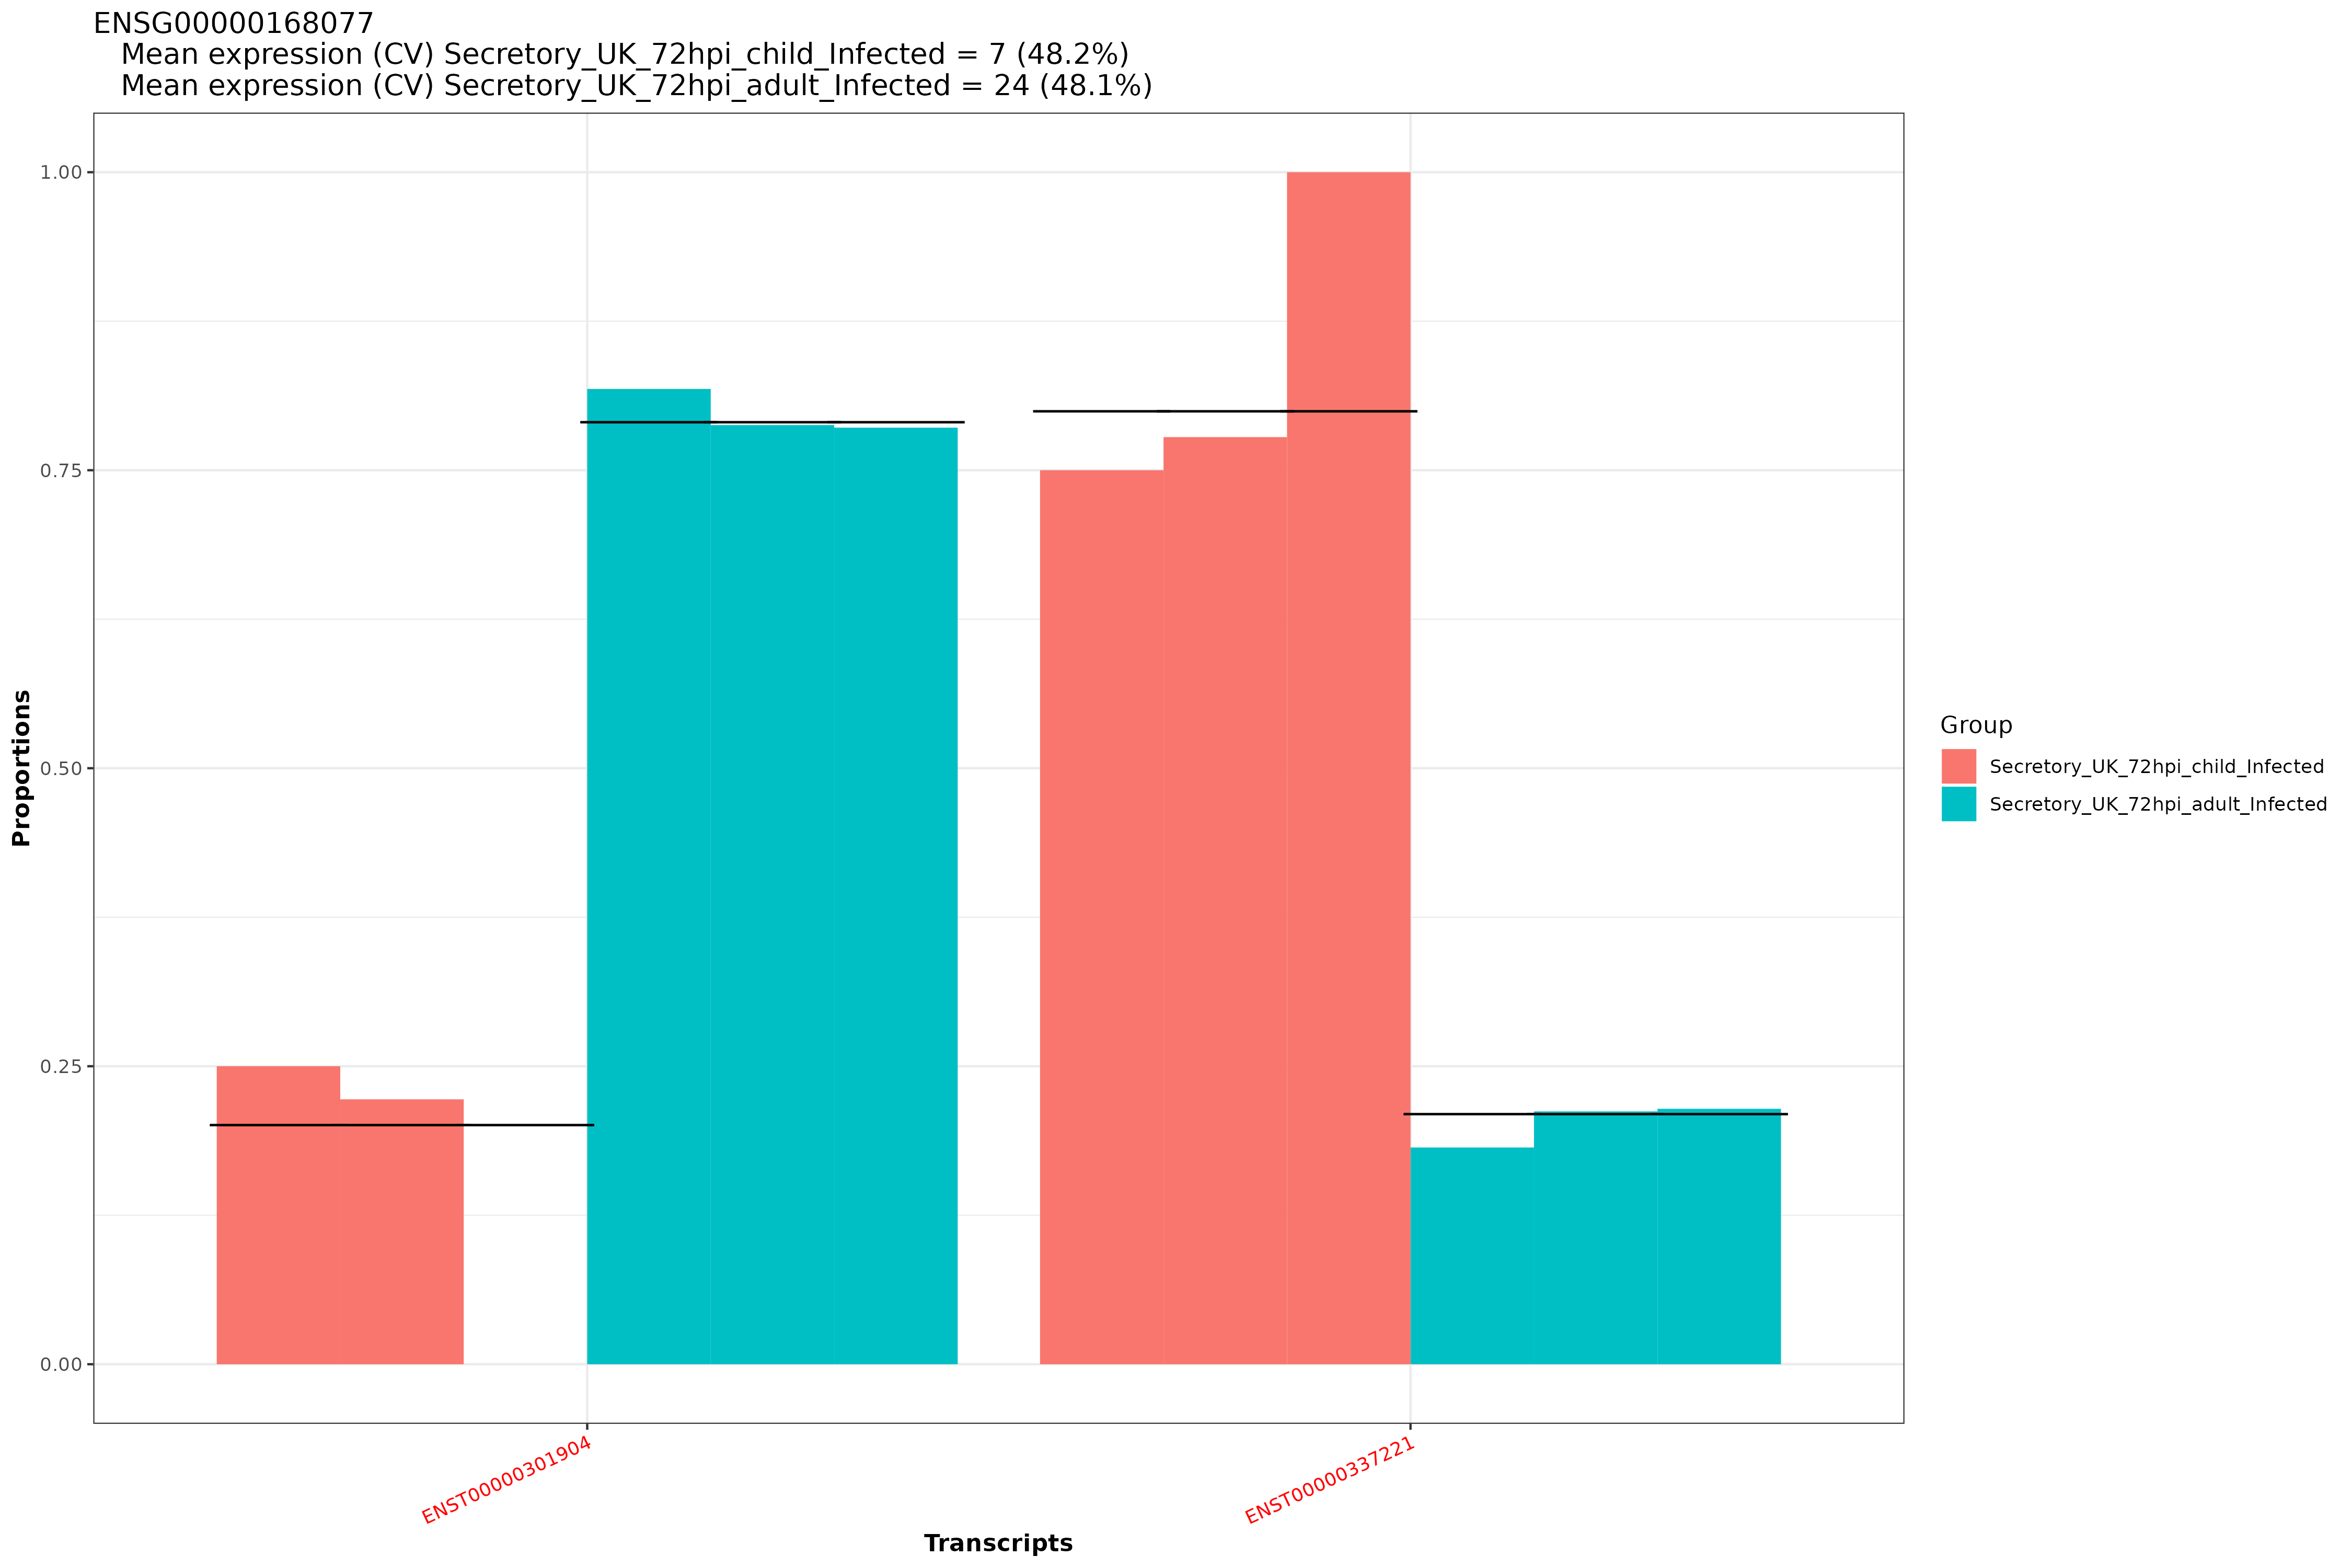 ENSG00000168077
Mean expression (CV) Secretory_UK_72hpi_child_Infected = 7 (48.2%)
Mean expression (CV) Secretory_UK_72hpi_adult_Infected = 24 (48.1%)
1.00
0.75
0.50
0.25
0.00
Proportions
ENST00000301904
ENST00000337221
Transcripts
Group
Secretory_UK_72hpi_child_Infected
Secretory_UK_72hpi_adult_Infected